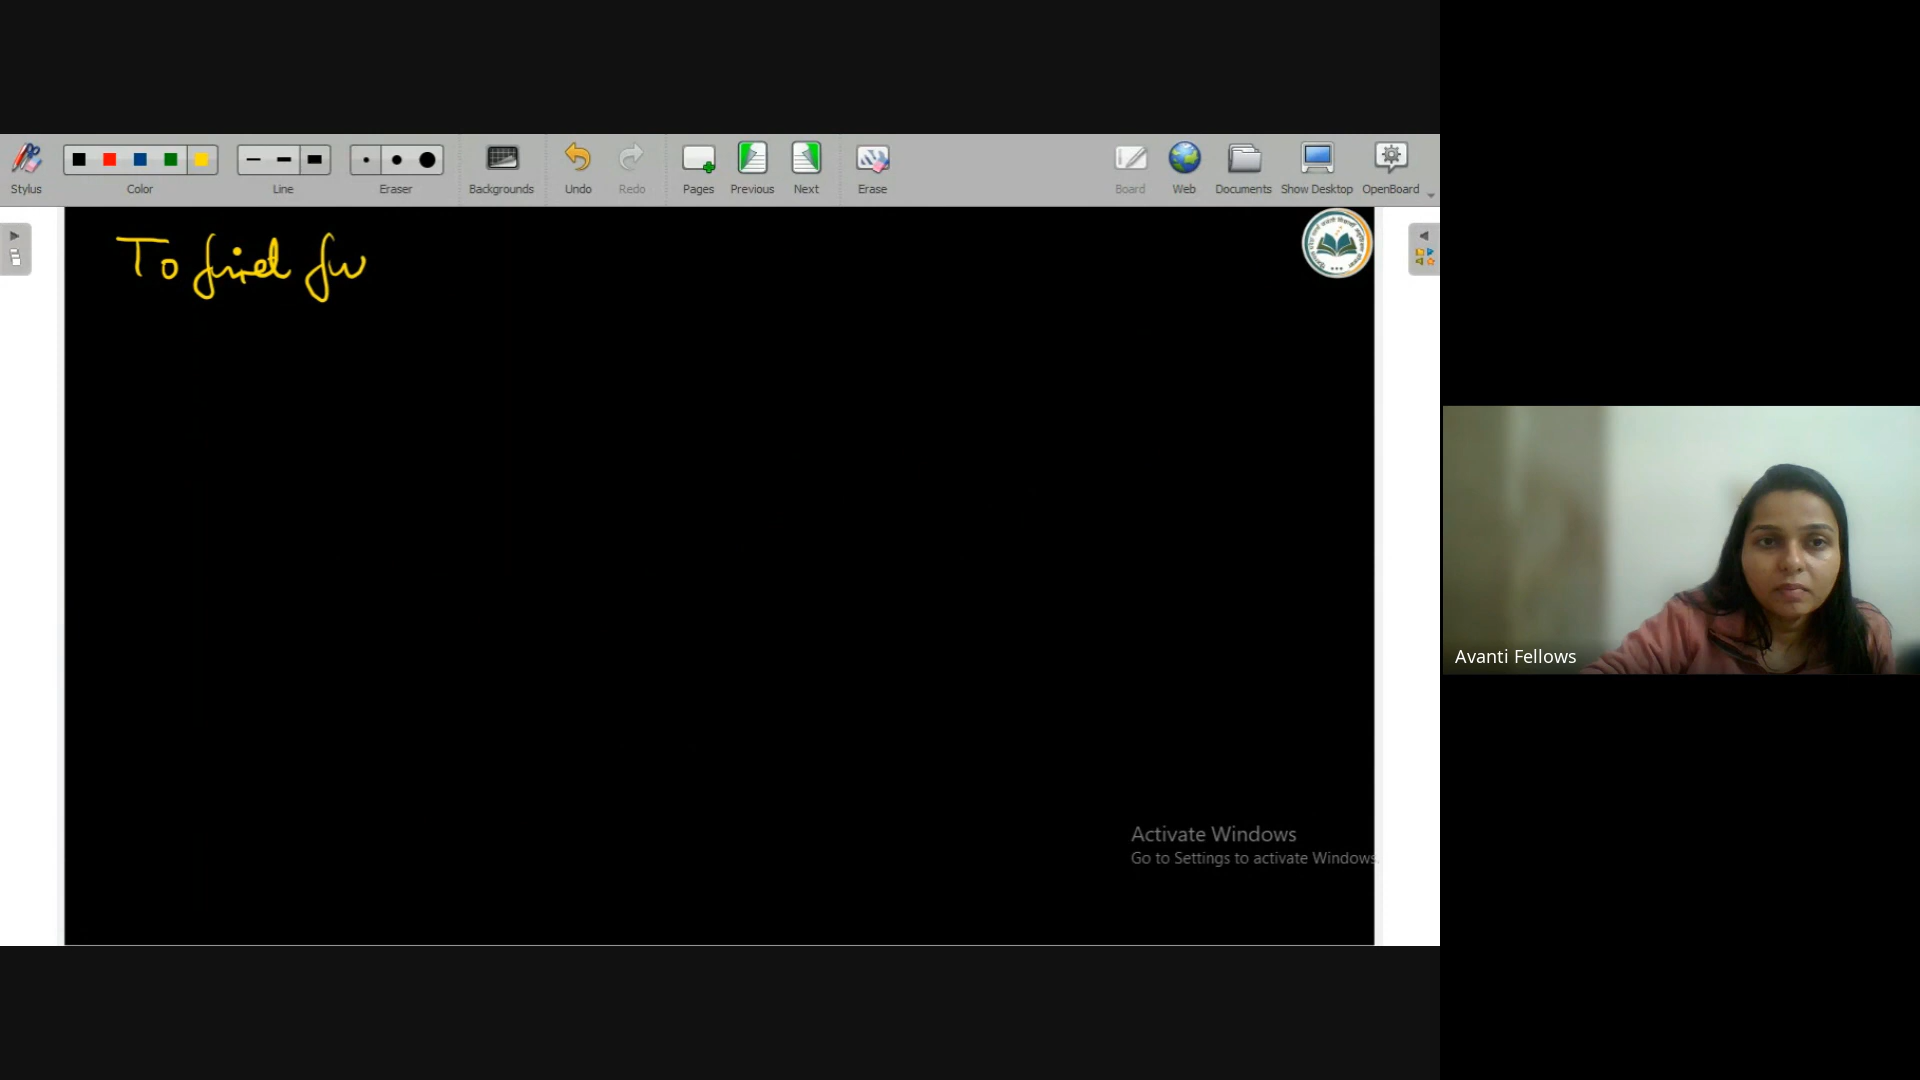 Stylus
Color
Line
Eraser
Backgrounds
Undo
Redo
Pages
Previous
Next
Erase
Board
Web
Documents
Show Desktop
OpenBoard
To find fu
Avanti Fellows
Activate Windows
Go to Settings to activate Windows.